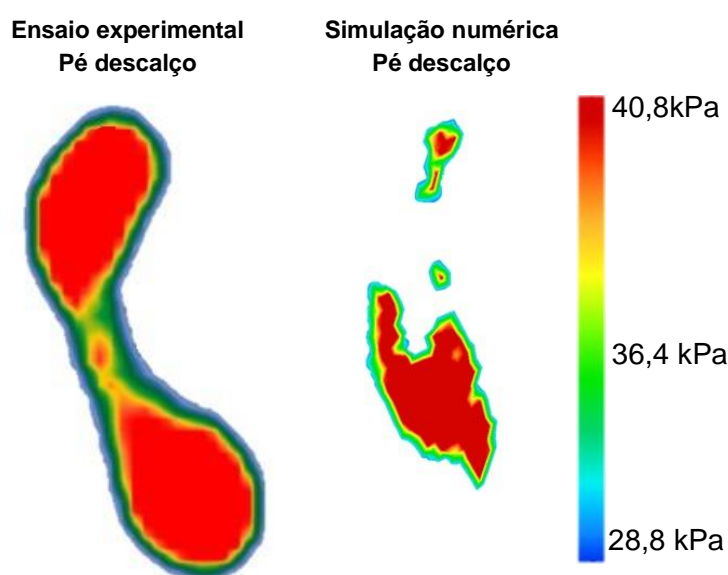 Ensaio experimental
Pé descalço
Simulação numérica
Pé descalço
40,8kPa
36,4 kPa
28,8 kPa